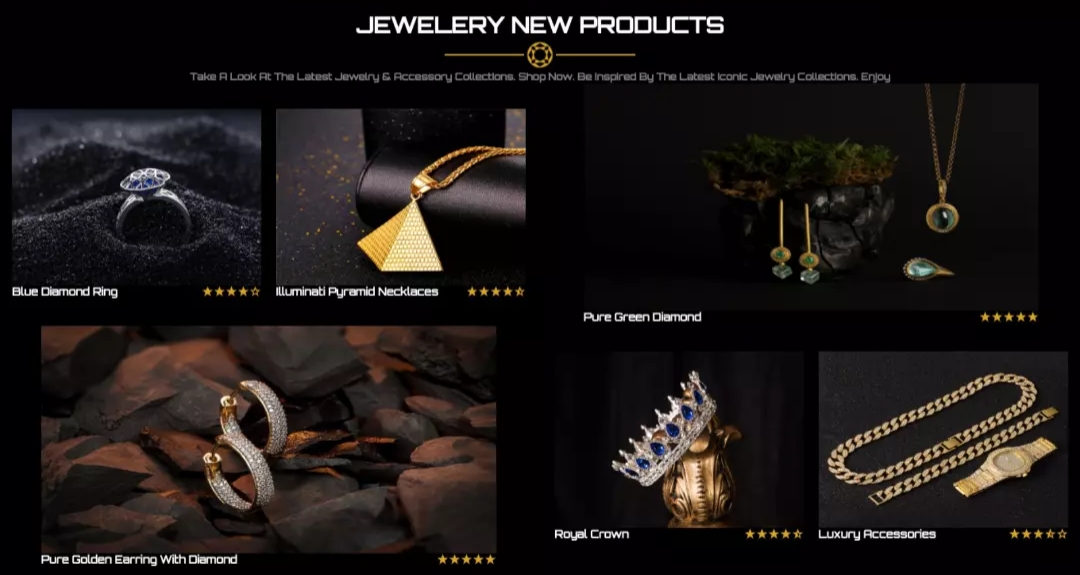 JEWELERY NEW PRODUCTS
Take A Look At The Latest Jewelry & Accessory Collections. Shop Now. Be Inspired By The Latest Iconic Jewelry Collections. Enjoy
Blue Diamond Ring
Illuminati Pyramid Necklaces
Pure Green Diamond
Pure Golden Earring With Diamond
Royal Crown
Luxury Accessories